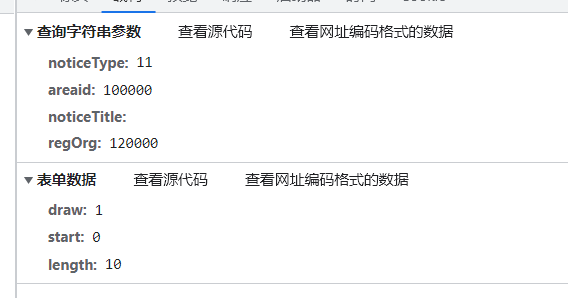 查询字符串参数 查看源代码 查看网址编码格式的数据
noticeType: 11
areaid: 100000
noticeTitle:
regOrg: 120000
表单数据 查看源代码 查看网址编码格式的数据
draw: 1
start: 0
length: 10